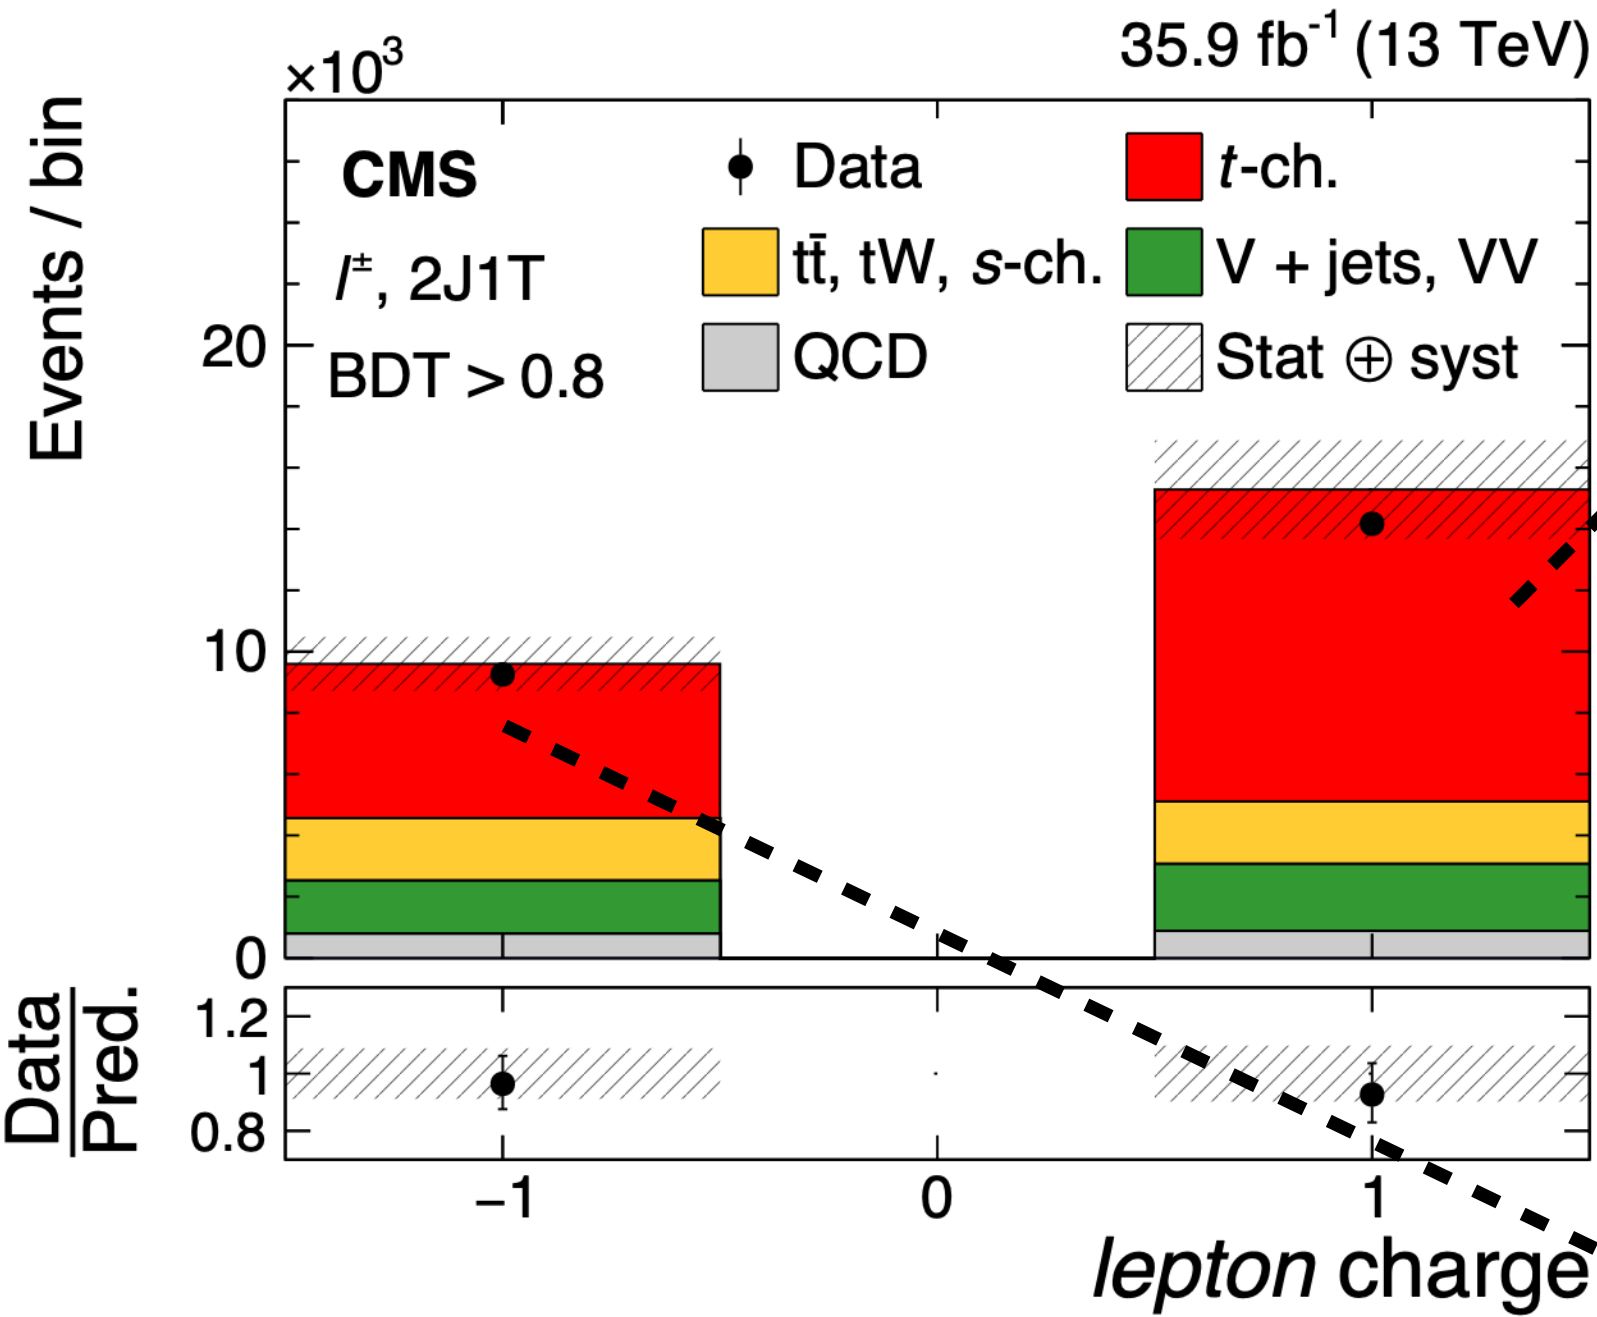 35.9 fb⁻¹ (13 TeV)
×10³
Events / bin
CMS
Data
t-ch.
l±, 2J1T
tt̄, tW, s-ch.
V + jets, VV
BDT > 0.8
QCD
Stat ⊕ syst
20
10
0
Data
Pred.
1.2
1
0.8
−1
0
1
lepton charge